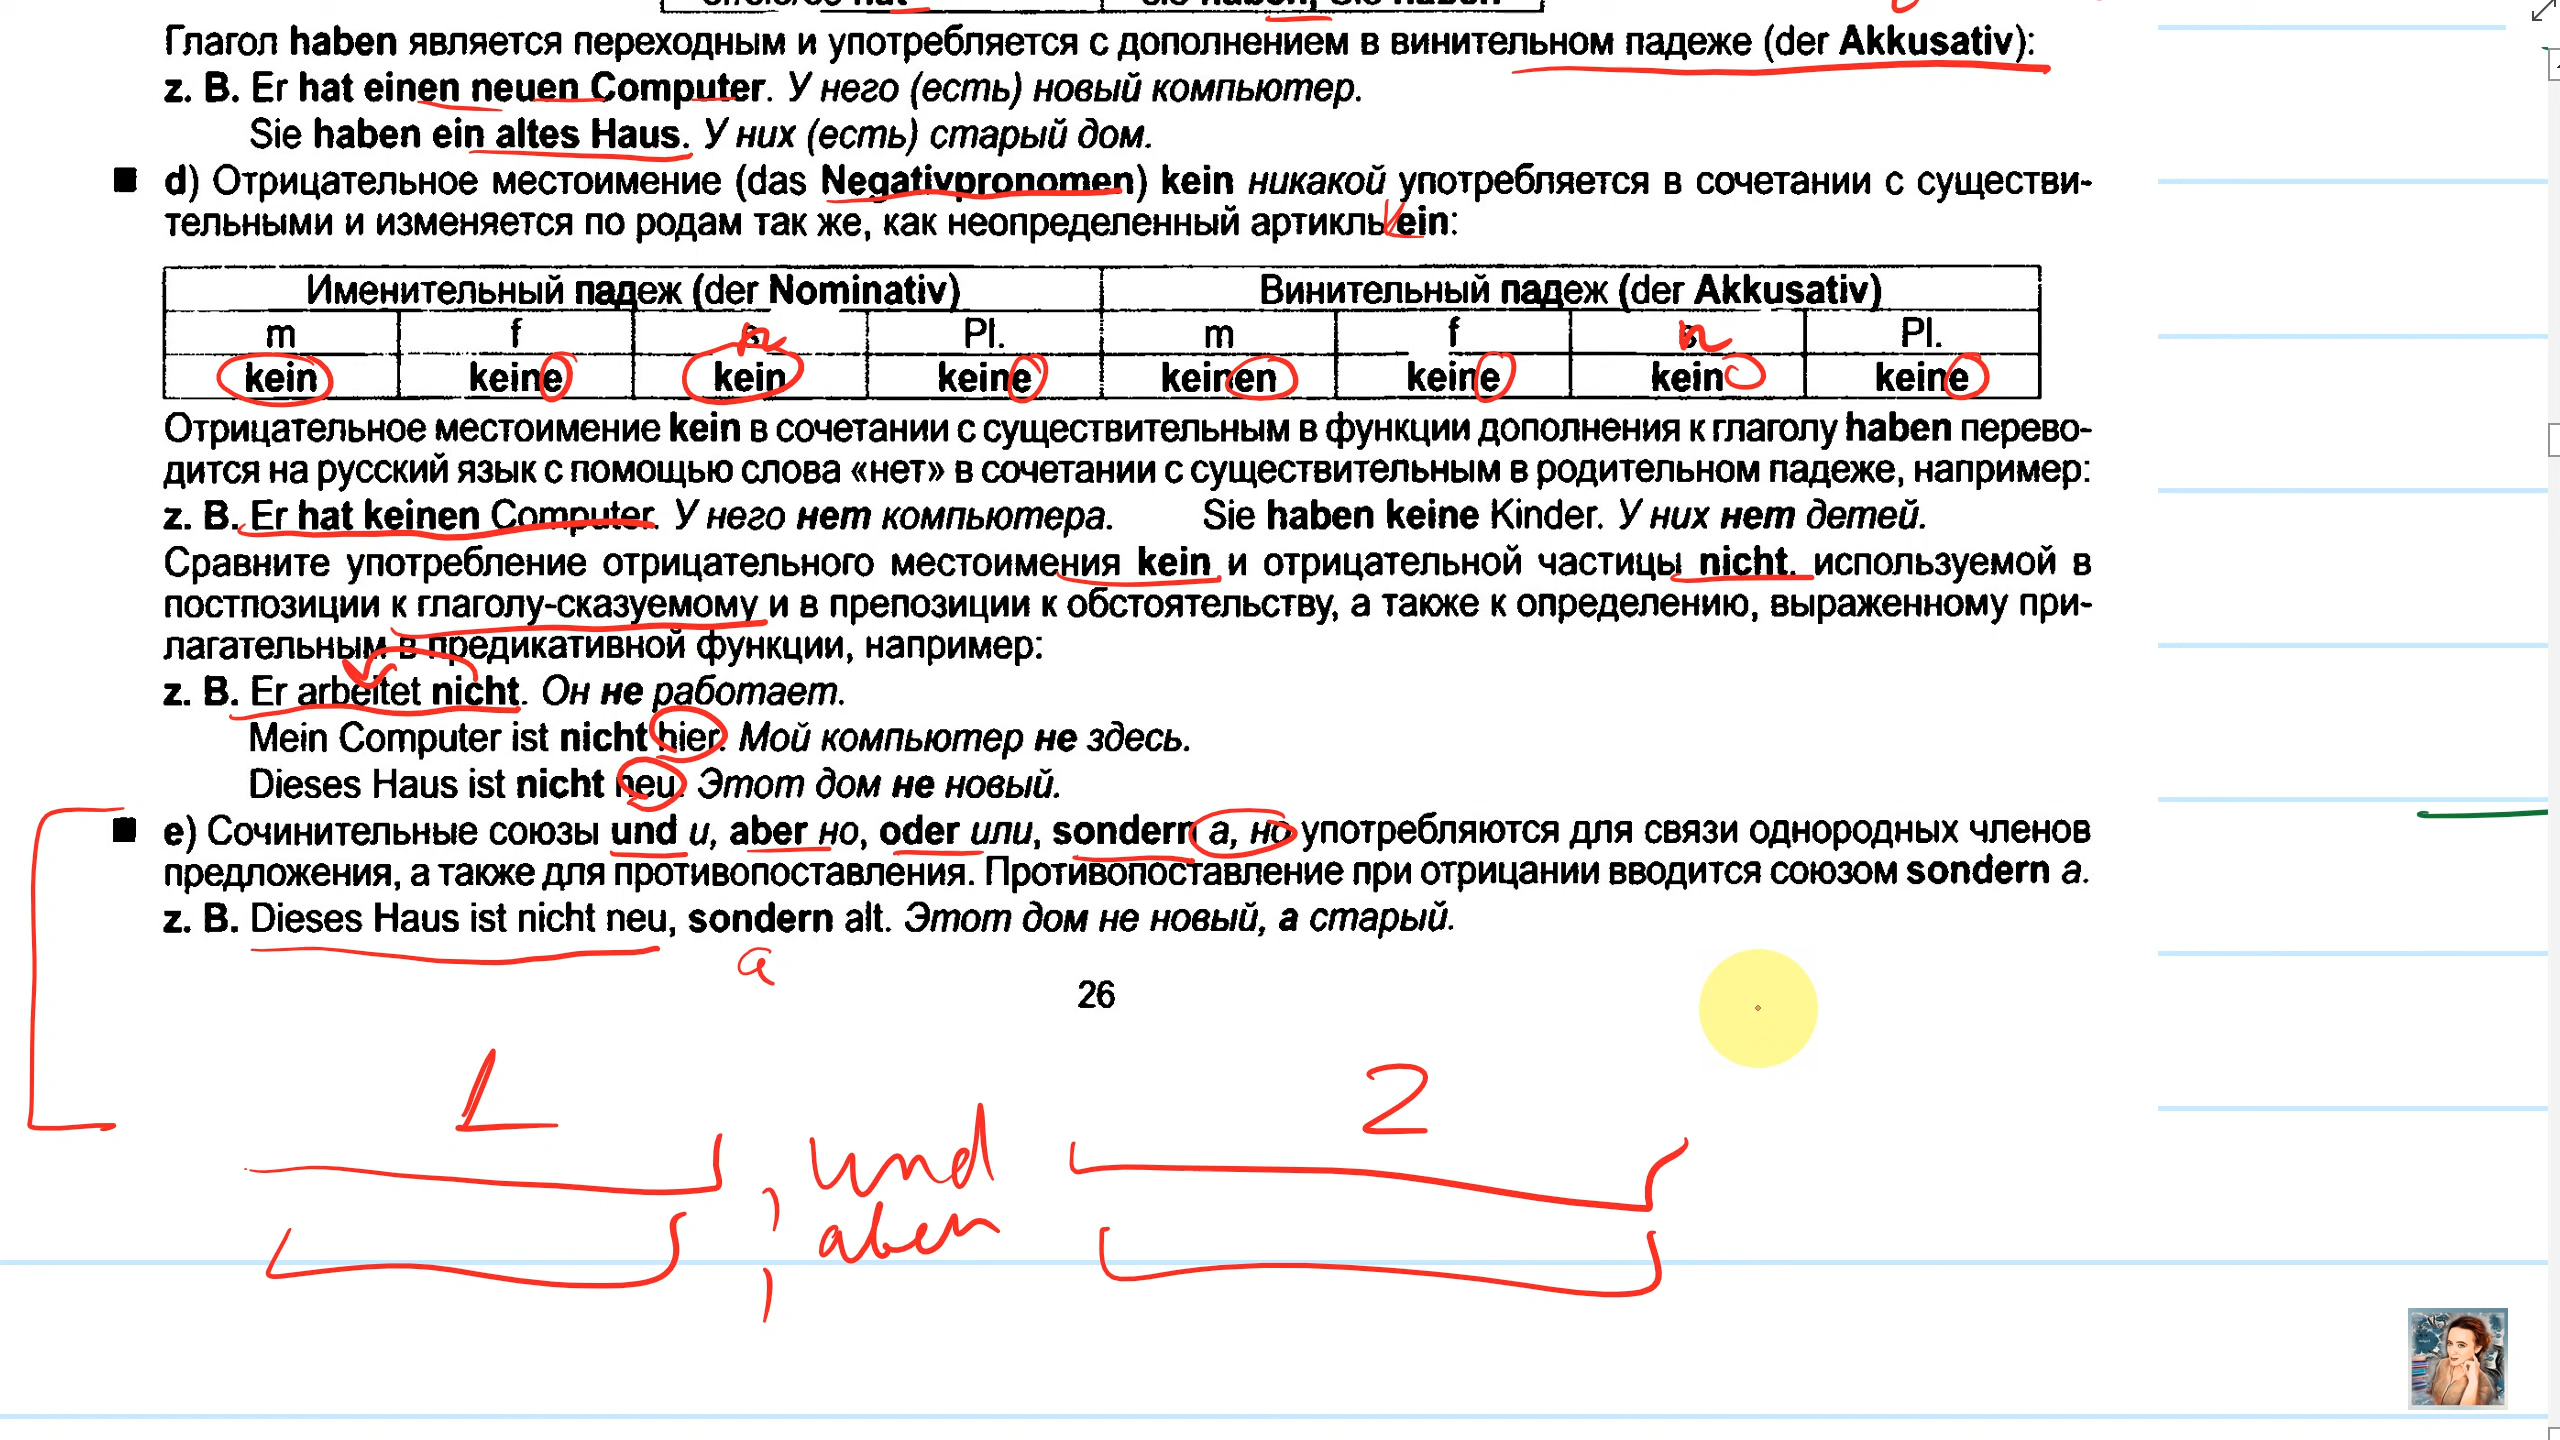 Глагол haben является переходным и употребляется с дополнением в винительном падеже (der Akkusativ):
z. B. Er hat einen neuen Computer. У него (есть) новый компьютер.
Sie haben ein altes Haus. У них (есть) старый дом.
■ d) Отрицательное местоимение (das Negativpronomen) kein никакой употребляется в сочетании с существи-
тельными и изменяется по родам так же, как неопределенный артикль ein:
Именительный падеж (der Nominativ) Винительный падеж (der Akkusativ)
m f n Pl. m f n Pl.
kein keine kein keine keinen keine kein keine
Отрицательное местоимение kein в сочетании с существительным в функции дополнения к глаголу haben перево-
дится на русский язык с помощью слова «нет» в сочетании с существительным в родительном падеже, например:
z. B. Er hat keinen Computer. У него нет компьютера. Sie haben keine Kinder. У них нет детей.
Сравните употребление отрицательного местоимения kein и отрицательной частицы nicht, используемой в
постпозиции к глаголу-сказуемому и в препозиции к обстоятельству, а также к определению, выраженному при-
лагательным в предикативной функции, например:
z. B. Er arbeitet nicht. Он не работает.
Mein Computer ist nicht hier. Мой компьютер не здесь.
Dieses Haus ist nicht neu. Этот дом не новый.
■ e) Сочинительные союзы und и, aber но, oder или, sondern а, но употребляются для связи однородных членов
предложения, а также для противопоставления. Противопоставление при отрицании вводится союзом sondern а.
z. B. Dieses Haus ist nicht neu, sondern alt. Этот дом не новый, а старый.
а
26
1 2
und
, aber
,